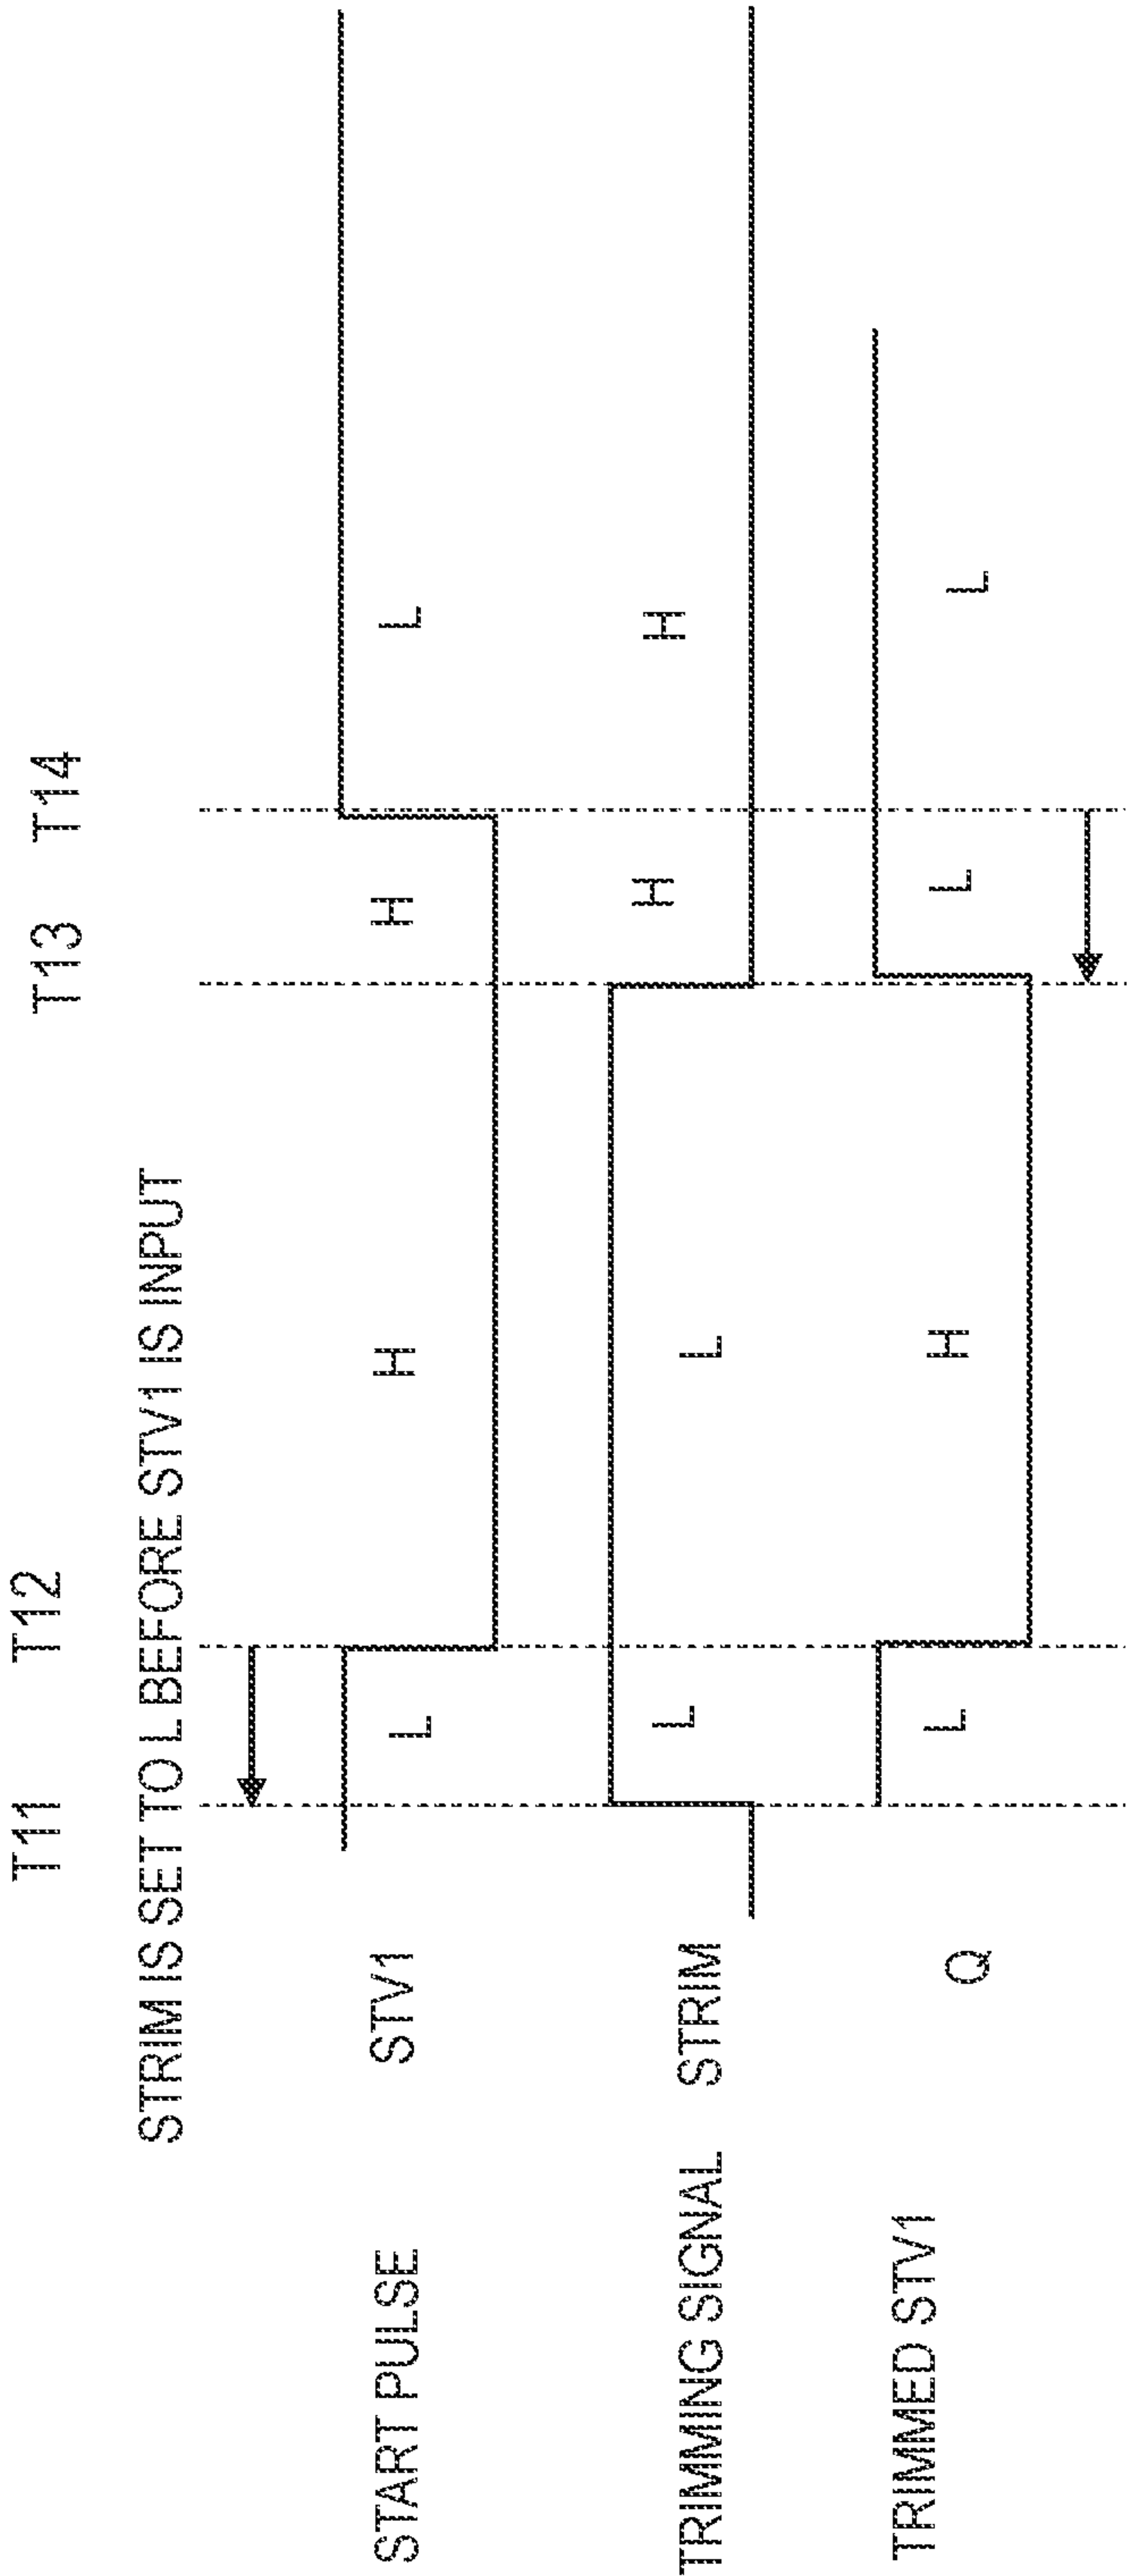 T11 T12 T13 T14
STRIM IS SET TO L BEFORE STV1 IS INPUT
START PULSE STV1 L H H L
TRIMMING SIGNAL STRIM L L H H
TRIMMED STV1 Q L H L L